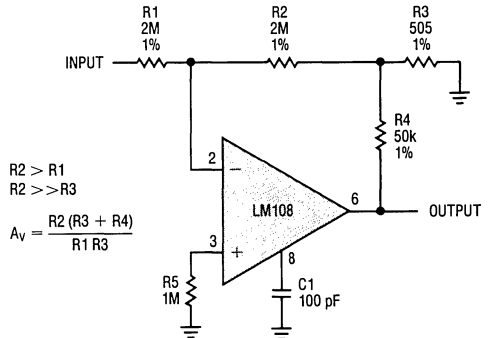 R1
2M
1%
R2
2M
1%
R3
505
1%
INPUT
R4
50k
1%
2
−
R2 > R1
R2 >>R3
LM108
6
OUTPUT
A_V = R2 (R3 + R4)
R1 R3
3
+
8
R5
1M
C1
100 pF